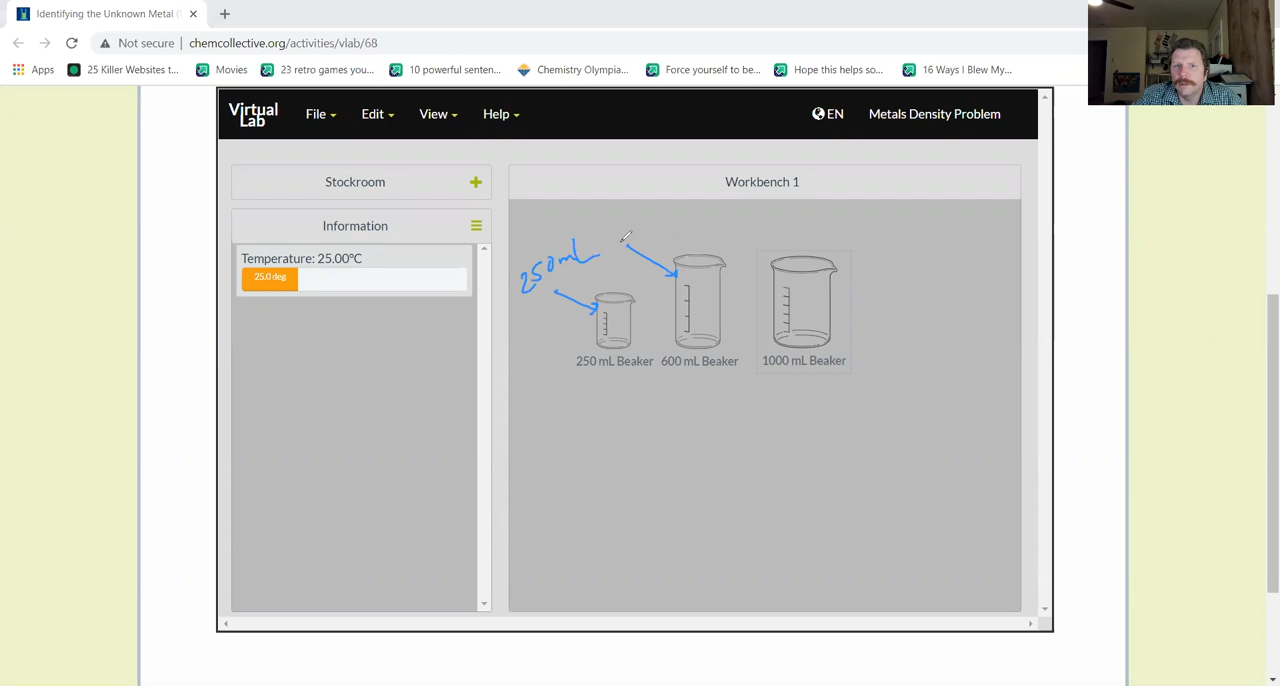 Identifying the Unknown Metal (
Not secure
chemcollective.org/activities/vlab/68
Apps
25 Killer Websites t...
Movies
23 retro games you...
10 powerful senten...
Chemistry Olympia...
Force yourself to be...
Hope this helps so...
16 Ways I Blew My...
Virtual
Lab
File
Edit
View
Help
EN
Metals Density Problem
Stockroom
Workbench 1
Information
Temperature: 25.00°C
25.0 deg
250mL
250 mL Beaker
600 mL Beaker
1000 mL Beaker